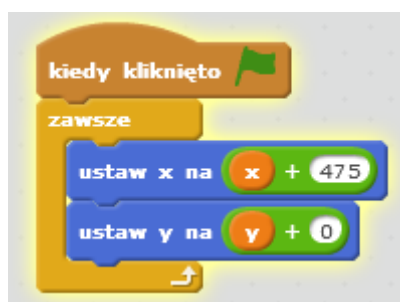 kiedy kliknięto
zawsze
ustaw x na x + 475
ustaw y na y + 0